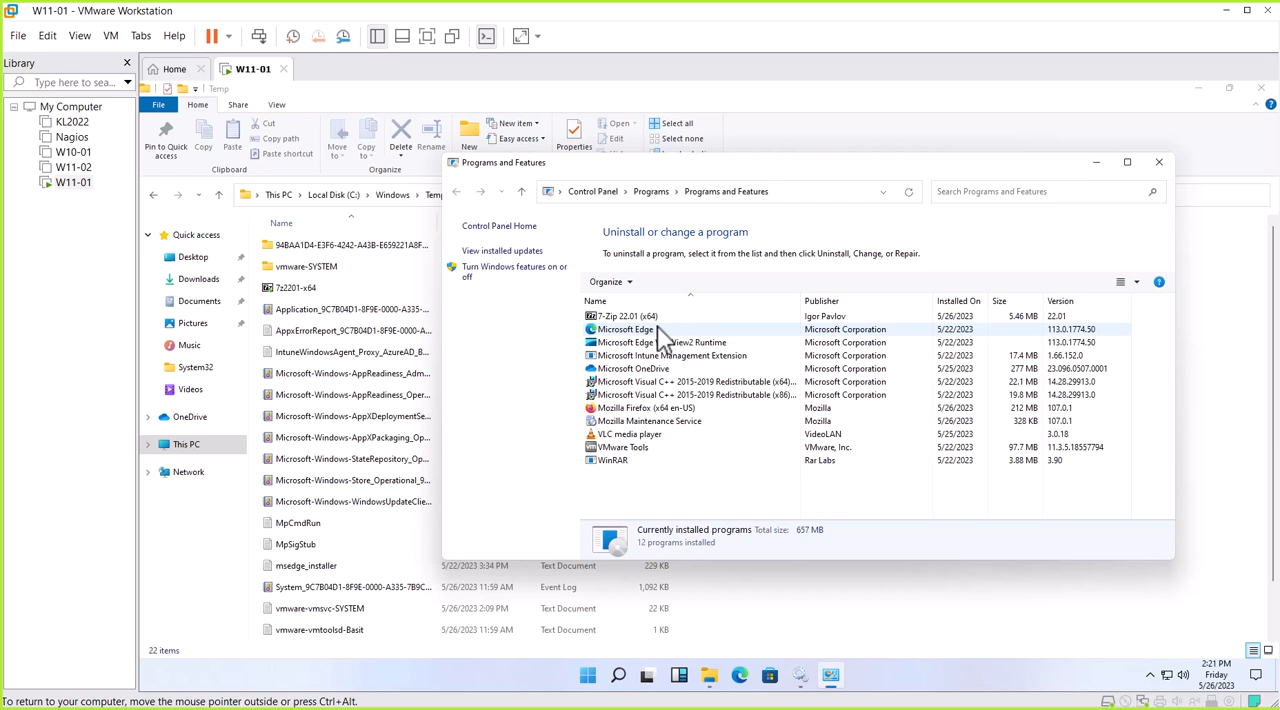 W11-01 - VMware Workstation
File Edit View VM Tabs Help
Library
Type here to sea...
My Computer
KL2022
Nagios
W10-01
W11-02
W11-01
Home
W11-01
Temp
File Home Share View
Pin to Quick access
Copy
Paste
Cut
Copy path
Paste shortcut
Clipboard
Move to
Copy to
Delete
Rename
Organize
New
New item
Easy access
Properties
Open
Edit
Select all
Select none
This PC Local Disk (C:) Windows Tem
Quick access
Desktop
Downloads
Documents
Pictures
Music
System32
Videos
OneDrive
This PC
Network
Name
94BAA1D4-E3F6-4242-A43B-E659221A8F...
vmware-SYSTEM
7z2201-x64
Application_9C7B04D1-8F9E-0000-A335...
AppxErrorReport_9C7B04D1-8F9E-0000...
IntuneWindowsAgent_Proxy_AzureAD_B...
Microsoft-Windows-AppReadiness_Adm...
Microsoft-Windows-AppReadiness_Oper...
Microsoft-Windows-AppXDeploymentSe...
Microsoft-Windows-AppXPackaging_Op...
Microsoft-Windows-StateRepository_Op...
Microsoft-Windows-Store_Operational_9...
Microsoft-Windows-WindowsUpdateClie...
MpCmdRun
MpSigStub
msedge_installer 5/22/2023 3:34 PM Text Document 229 KB
System_9C7B04D1-8F9E-0000-A335-7B9C... 5/26/2023 11:59 AM Event Log 1,092 KB
vmware-vmsvc-SYSTEM 5/26/2023 2:09 PM Text Document 22 KB
vmware-vmtoolsd-Basit 5/26/2023 11:59 AM Text Document 1 KB
22 items
Programs and Features
Control Panel Programs Programs and Features
Search Programs and Features
Control Panel Home
View installed updates
Turn Windows features on or off
Uninstall or change a program
To uninstall a program, select it from the list and then click Uninstall, Change, or Repair.
Organize
Name Publisher Installed On Size Version
7-Zip 22.01 (x64) Igor Pavlov 5/26/2023 5.46 MB 22.01
Microsoft Edge Microsoft Corporation 5/22/2023 113.0.1774.50
Microsoft Edge View2 Runtime Microsoft Corporation 5/22/2023 113.0.1774.50
Microsoft Intune Management Extension Microsoft Corporation 5/22/2023 17.4 MB 1.66.152.0
Microsoft OneDrive Microsoft Corporation 5/25/2023 277 MB 23.096.0507.0001
Microsoft Visual C++ 2015-2019 Redistributable (x64)... Microsoft Corporation 5/22/2023 22.1 MB 14.28.29913.0
Microsoft Visual C++ 2015-2019 Redistributable (x86)... Microsoft Corporation 5/22/2023 19.8 MB 14.28.29913.0
Mozilla Firefox (x64 en-US) Mozilla 5/26/2023 212 MB 107.0.1
Mozilla Maintenance Service Mozilla 5/26/2023 328 KB 107.0.1
VLC media player VideoLAN 5/25/2023 3.0.18
VMware Tools VMware, Inc. 5/22/2023 97.7 MB 11.3.5.18557794
WinRAR Rar Labs 5/22/2023 3.88 MB 3.90
Currently installed programs Total size: 657 MB
12 programs installed
2:21 PM
Friday
5/26/2023
To return to your computer, move the mouse pointer outside or press Ctrl+Alt.